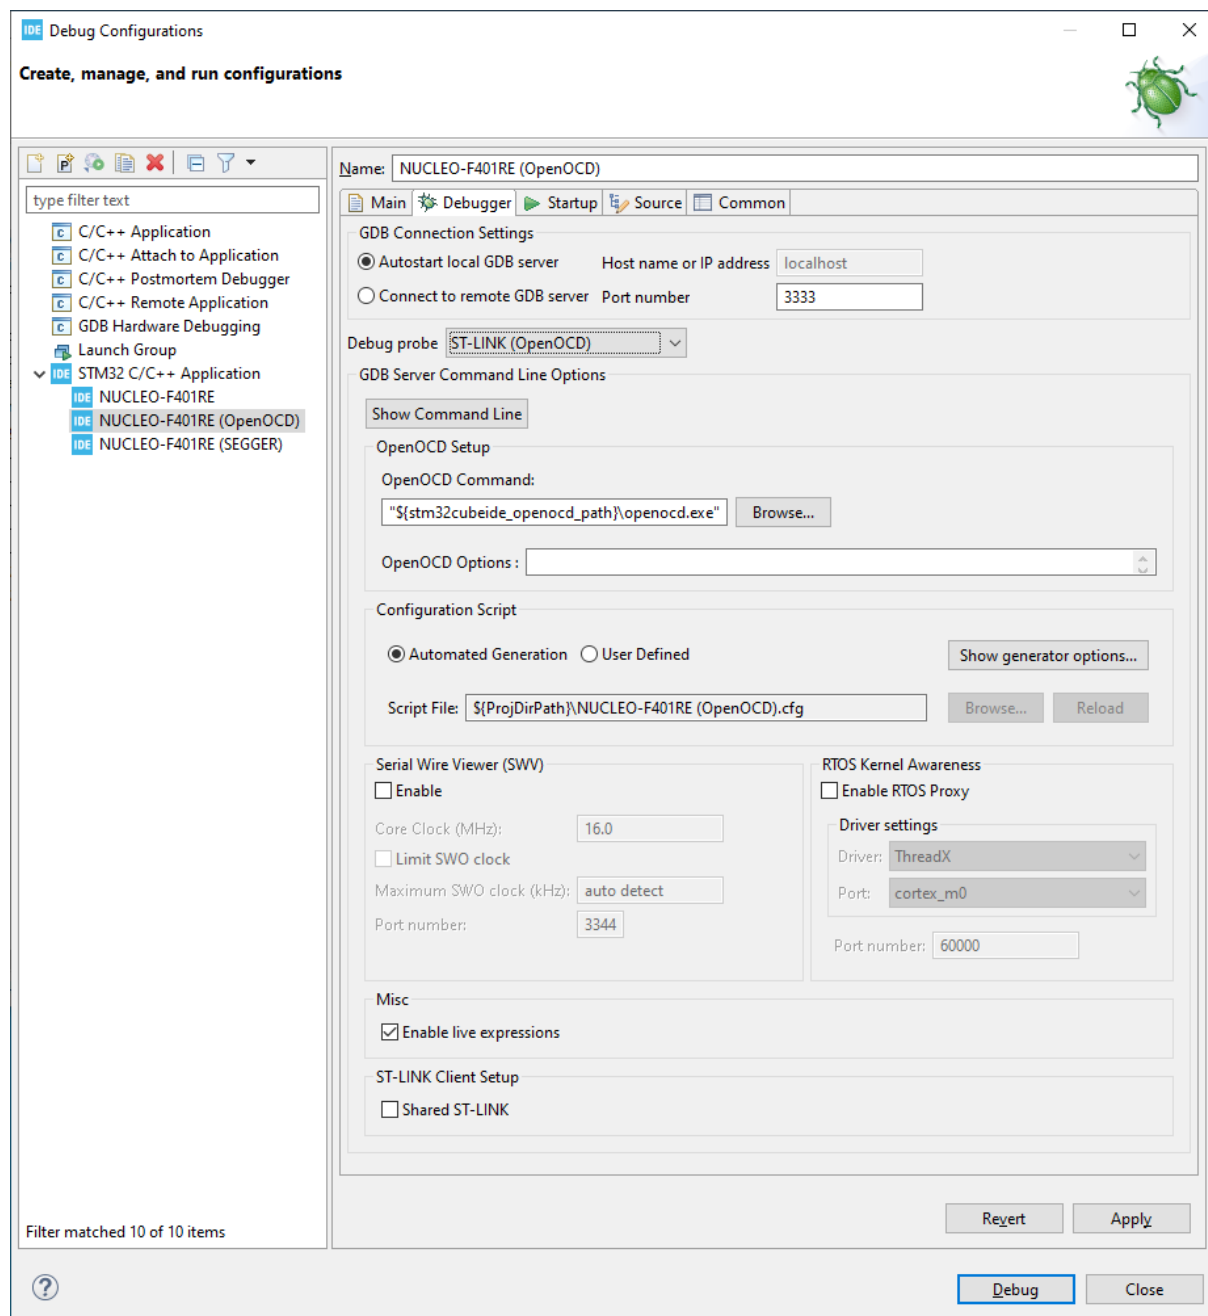 IDE Debug Configurations
Create, manage, and run configurations
type filter text
C/C++ Application
C/C++ Attach to Application
C/C++ Postmortem Debugger
C/C++ Remote Application
GDB Hardware Debugging
Launch Group
IDE STM32 C/C++ Application
IDE NUCLEO-F401RE
IDE NUCLEO-F401RE (OpenOCD)
IDE NUCLEO-F401RE (SEGGER)
Filter matched 10 of 10 items
Name: NUCLEO-F401RE (OpenOCD)
Main Debugger Startup Source Common
GDB Connection Settings
Autostart local GDB server Host name or IP address localhost
Connect to remote GDB server Port number 3333
Debug probe ST-LINK (OpenOCD)
GDB Server Command Line Options
Show Command Line
OpenOCD Setup
OpenOCD Command:
"${stm32cubeide_openocd_path}\openocd.exe" Browse...
OpenOCD Options :
Configuration Script
Automated Generation User Defined Show generator options...
Script File: ${ProjDirPath}\NUCLEO-F401RE (OpenOCD).cfg Browse... Reload
Serial Wire Viewer (SWV)
Enable
Core Clock (MHz): 16.0
Limit SWO clock
Maximum SWO clock (kHz): auto detect
Port number: 3344
RTOS Kernel Awareness
Enable RTOS Proxy
Driver settings
Driver: ThreadX
Port: cortex_m0
Port number: 60000
Misc
Enable live expressions
ST-LINK Client Setup
Shared ST-LINK
Revert Apply
? Debug Close